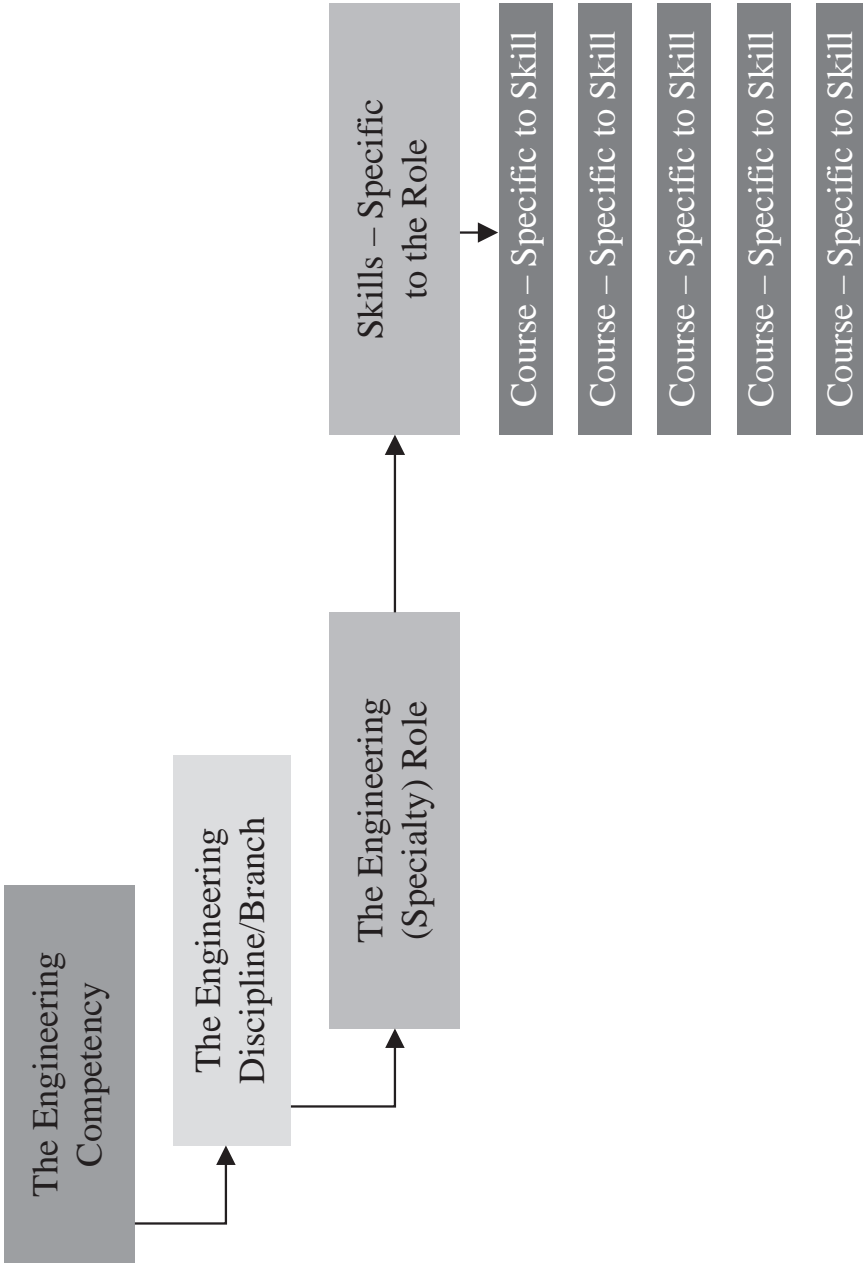 The Engineering
Competency
The Engineering
Discipline/Branch
The Engineering
(Specialty) Role
Skills – Specific
to the Role
Course – Specific to Skill
Course – Specific to Skill
Course – Specific to Skill
Course – Specific to Skill
Course – Specific to Skill